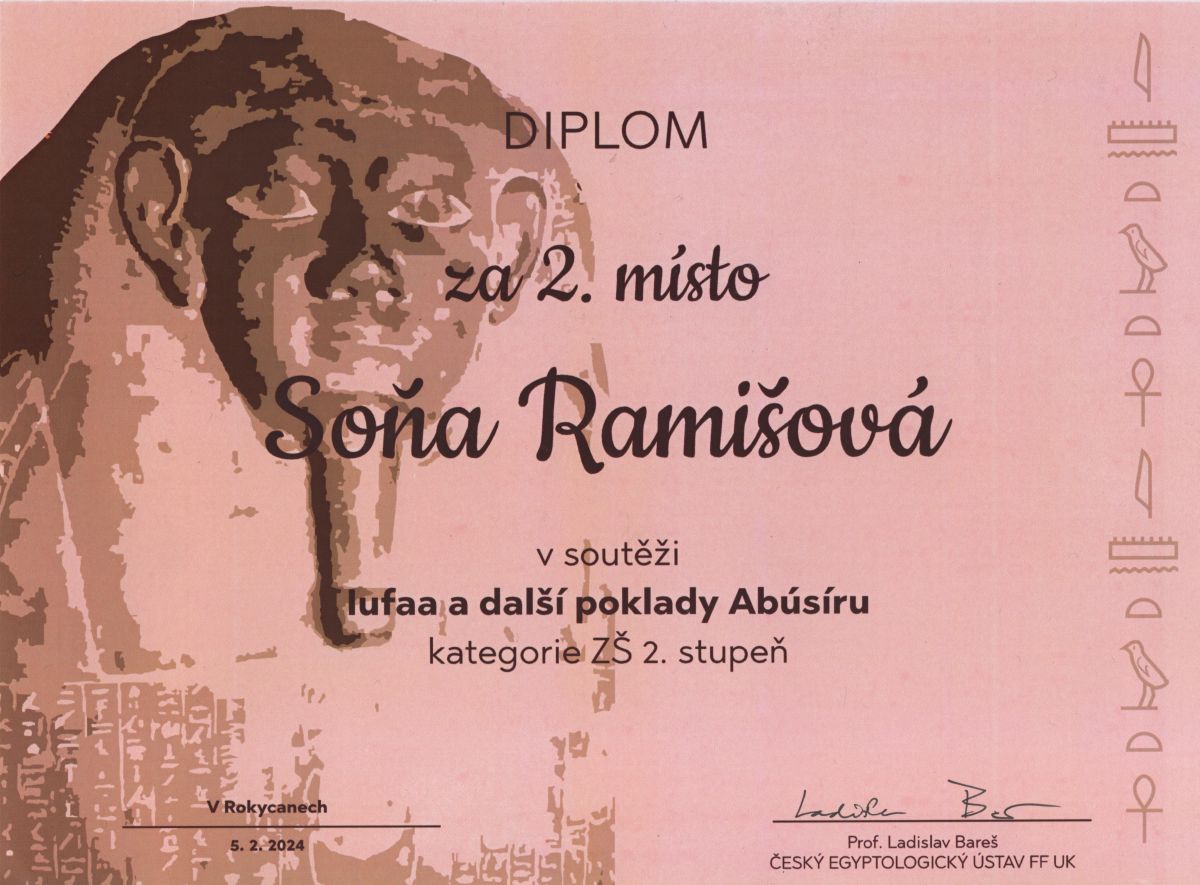 DIPLOM
za 2. místo
Soňa Ramišová
v soutěži
Iufaa a další poklady Abúsíru
kategorie ZŠ 2. stupeň
V Rokycanech
5. 2. 2024
Prof. Ladislav Bareš
ČESKÝ EGYPTOLOGICKÝ ÚSTAV FF UK